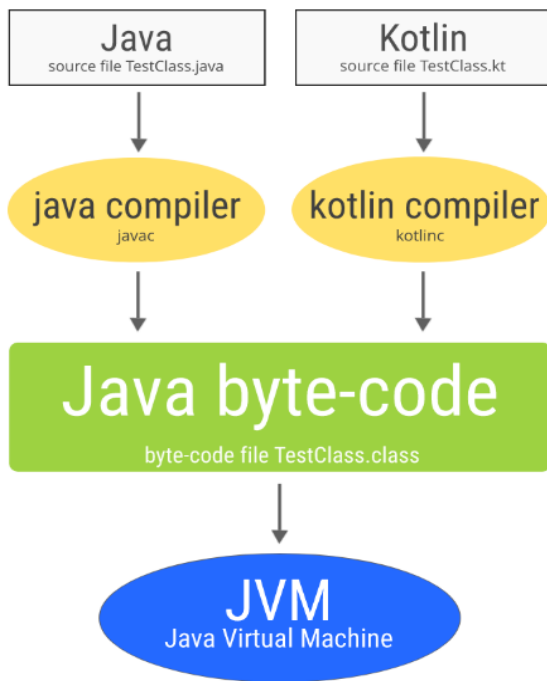 Java
source file TestClass.java
Kotlin
source file TestClass.kt
java compiler
javac
kotlin compiler
kotlinc
Java byte-code
byte-code file TestClass.class
JVM
Java Virtual Machine